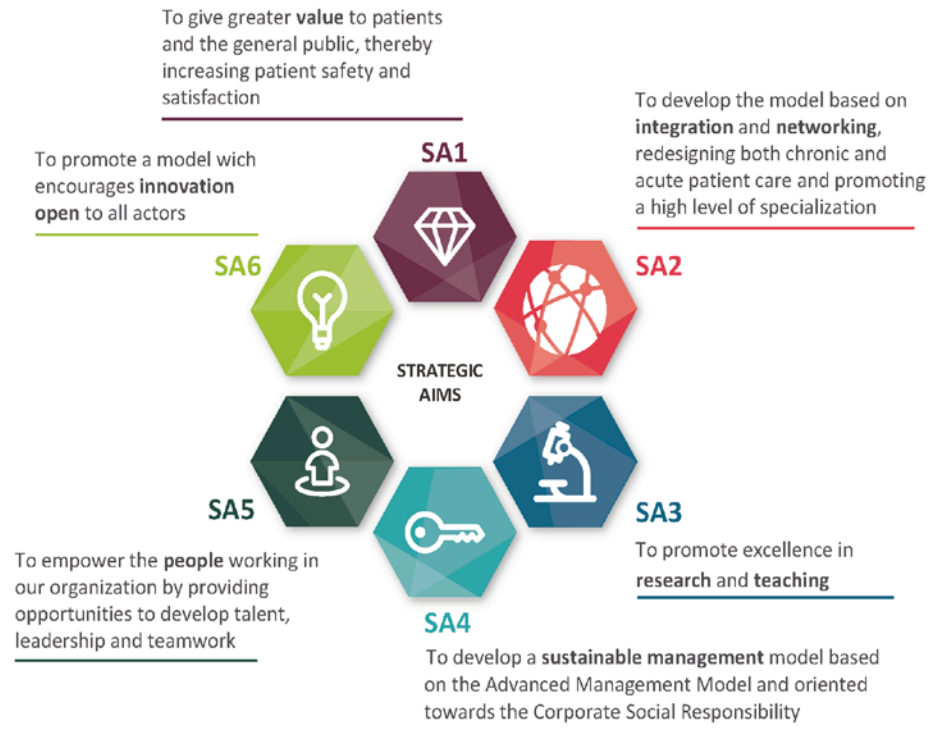 To give greater value to patients
and the general public, thereby
increasing patient safety and
satisfaction
SA1
To develop the model based on
integration and networking,
redesigning both chronic and
acute patient care and promoting
a high level of specialization
SA2
To promote a model wich
encourages innovation
open to all actors
SA6
STRATEGIC
AIMS
SA5
To empower the people working in
our organization by providing
opportunities to develop talent,
leadership and teamwork
SA3
To promote excellence in
research and teaching
SA4
To develop a sustainable management model based
on the Advanced Management Model and oriented
towards the Corporate Social Responsibility